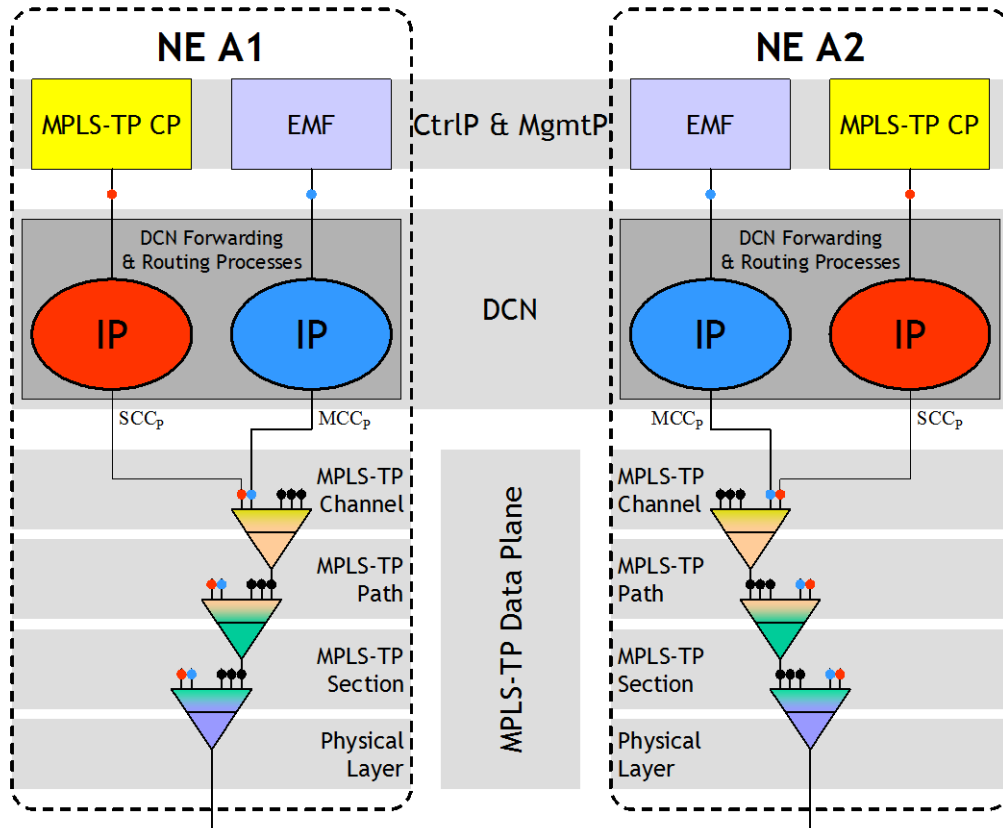 NE A1
NE A2
MPLS-TP CP
EMF
CtrlP & MgmtP
EMF
MPLS-TP CP
DCN Forwarding
& Routing Processes
DCN Forwarding
& Routing Processes
IP
IP
DCN
IP
IP
SCCP
MCCP
MCCP
SCCP
MPLS-TP
Channel
MPLS-TP
Channel
MPLS-TP
Path
MPLS-TP
Path
MPLS-TP Data Plane
MPLS-TP
Section
MPLS-TP
Section
Physical
Layer
Physical
Layer